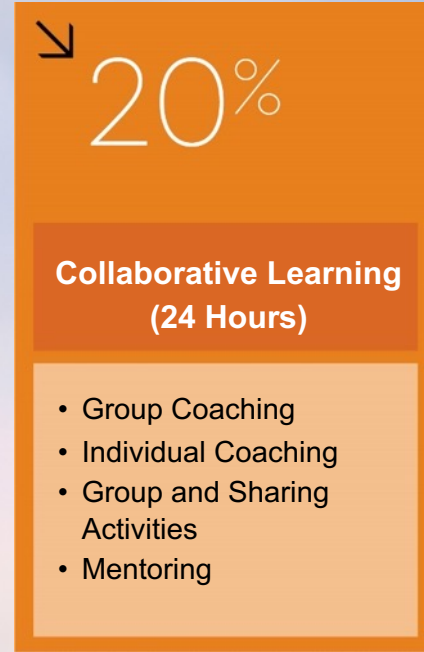 20%
Collaborative Learning
(24 Hours)
• Group Coaching
• Individual Coaching
• Group and Sharing
Activities
• Mentoring